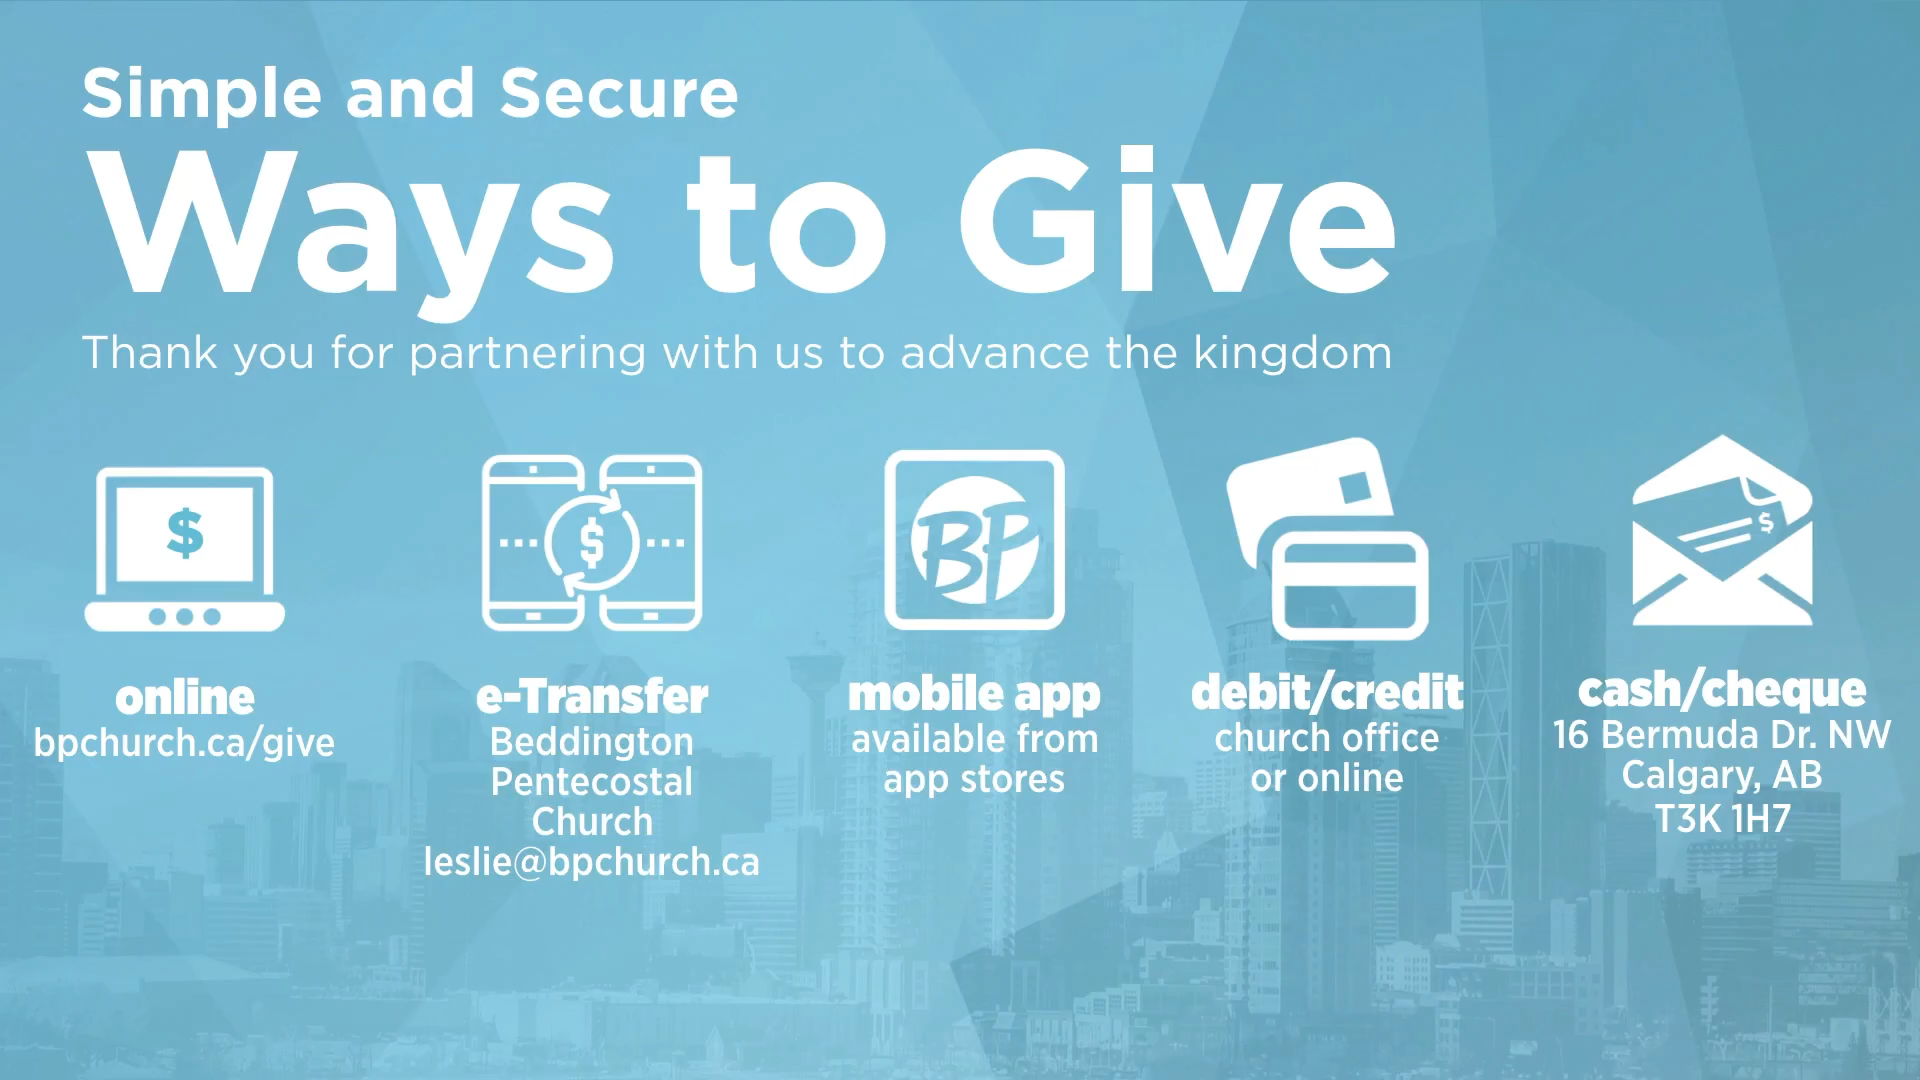 Simple and Secure
Ways to Give
Thank you for partnering with us to advance the kingdom
$
$
BP
$
online
bpchurch.ca/give
e-Transfer
Beddington
Pentecostal
Church
leslie@bpchurch.ca
mobile app
available from
app stores
debit/credit
church office
or online
cash/cheque
16 Bermuda Dr. NW
Calgary, AB
T3K 1H7